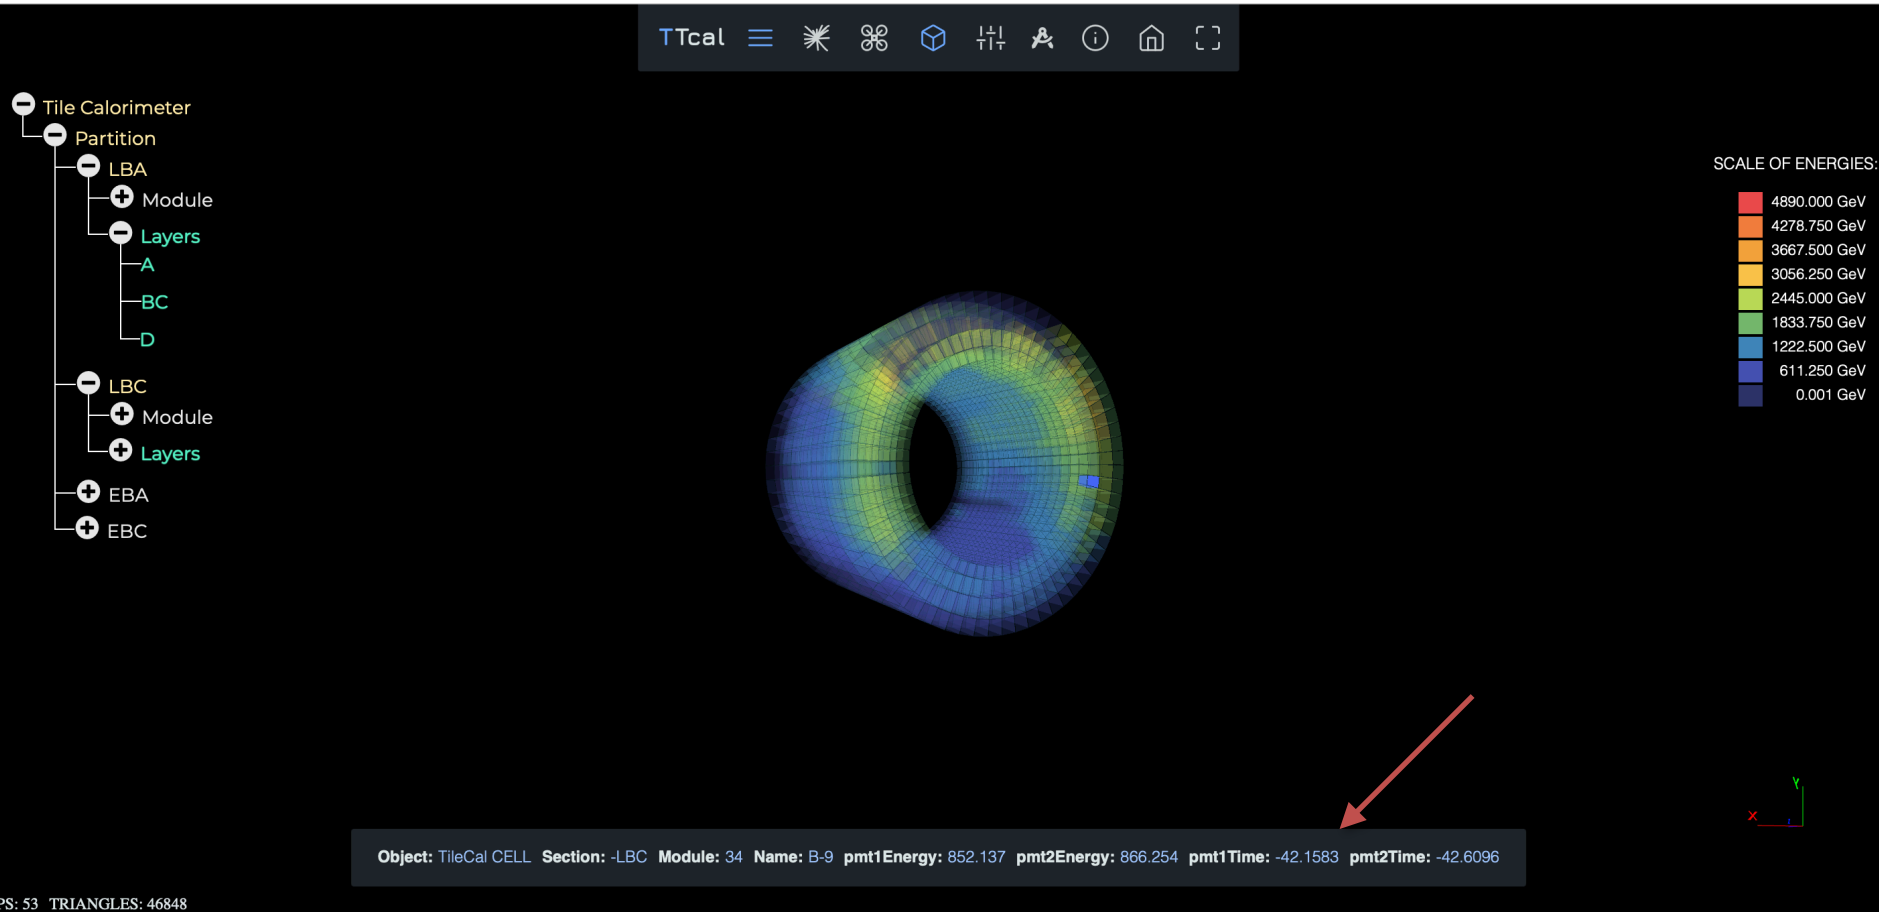 TTcal
Tile Calorimeter
Partition
LBA
Module
Layers
A
BC
D
LBC
Module
Layers
EBA
EBC
SCALE OF ENERGIES:
4890.000 GeV
4278.750 GeV
3667.500 GeV
3056.250 GeV
2445.000 GeV
1833.750 GeV
1222.500 GeV
611.250 GeV
0.001 GeV
Y
X
Object: TileCal CELL Section: -LBC Module: 34 Name: B-9 pmt1Energy: 852.137 pmt2Energy: 866.254 pmt1Time: -42.1583 pmt2Time: -42.6096
PS: 53 TRIANGLES: 46848